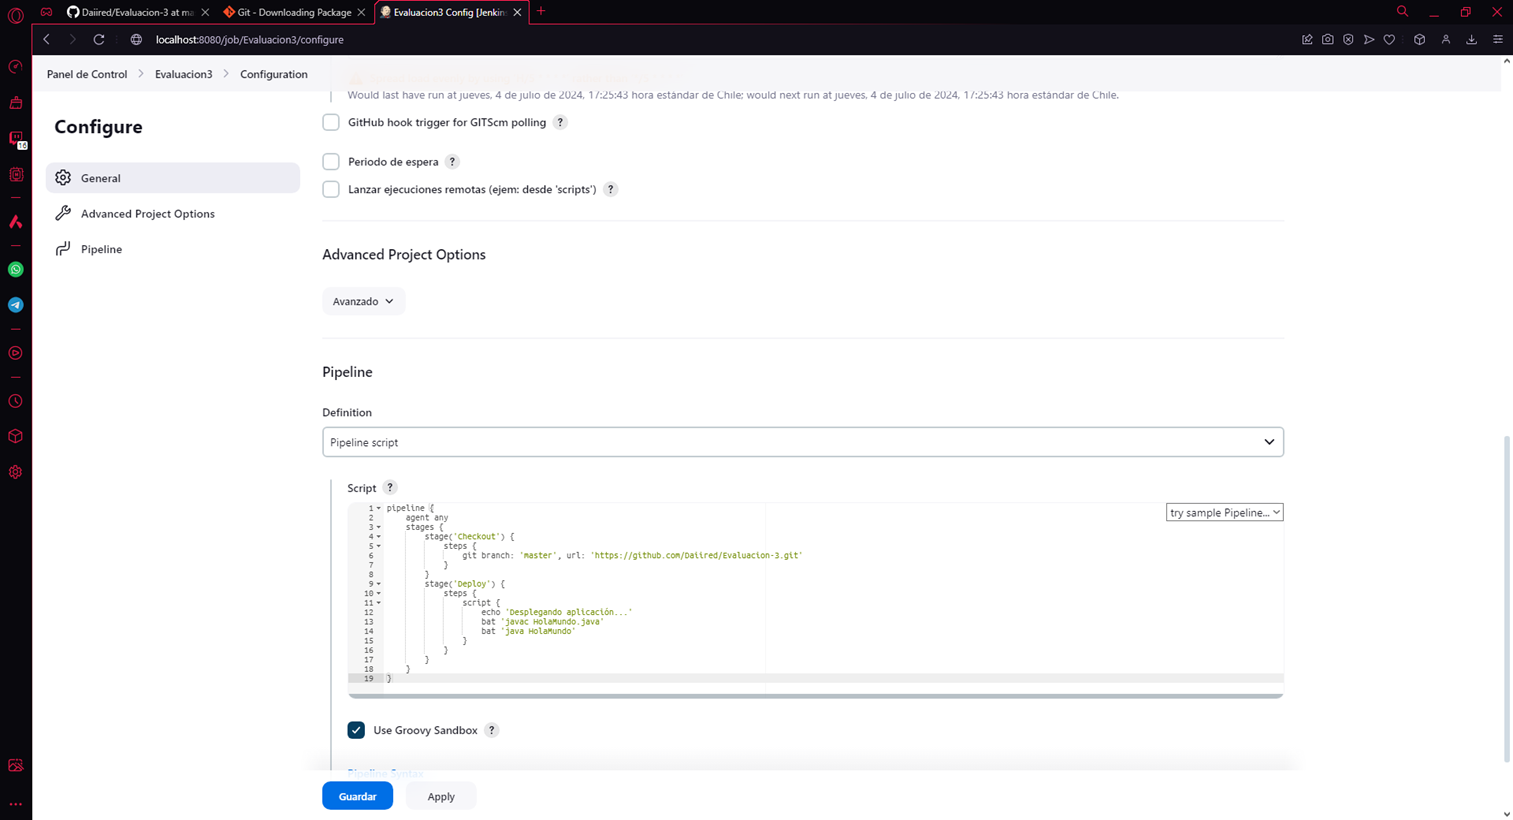 Daiired/Evaluacion-3 at ma
Git - Downloading Package
Evaluacion3 Config [Jenkin
localhost:8080/job/Evaluacion3/configure
Panel de Control > Evaluacion3 > Configuration
Would last have run at jueves, 4 de julio de 2024, 17:25:43 hora estándar de Chile; would next run at jueves, 4 de julio de 2024, 17:25:43 hora estándar de Chile.
Configure
General
Advanced Project Options
Pipeline
16
GitHub hook trigger for GITScm polling ?
Periodo de espera ?
Lanzar ejecuciones remotas (ejem: desde 'scripts') ?
Advanced Project Options
Avanzado
Pipeline
Definition
Pipeline script
Script ?
try sample Pipeline...
1 pipeline {
2 agent any
3 stages {
4 stage('Checkout') {
5 steps {
6 git branch: 'master', url: 'https://github.com/Daiired/Evaluacion-3.git'
7 }
8 }
9 stage('Deploy') {
10 steps {
11 script {
12 echo 'Desplegando aplicación...'
13 bat 'javac HolaMundo.java'
14 bat 'java HolaMundo'
15 }
16 }
17 }
18 }
19 }
Use Groovy Sandbox ?
Pipeline Syntax
Guardar
Apply